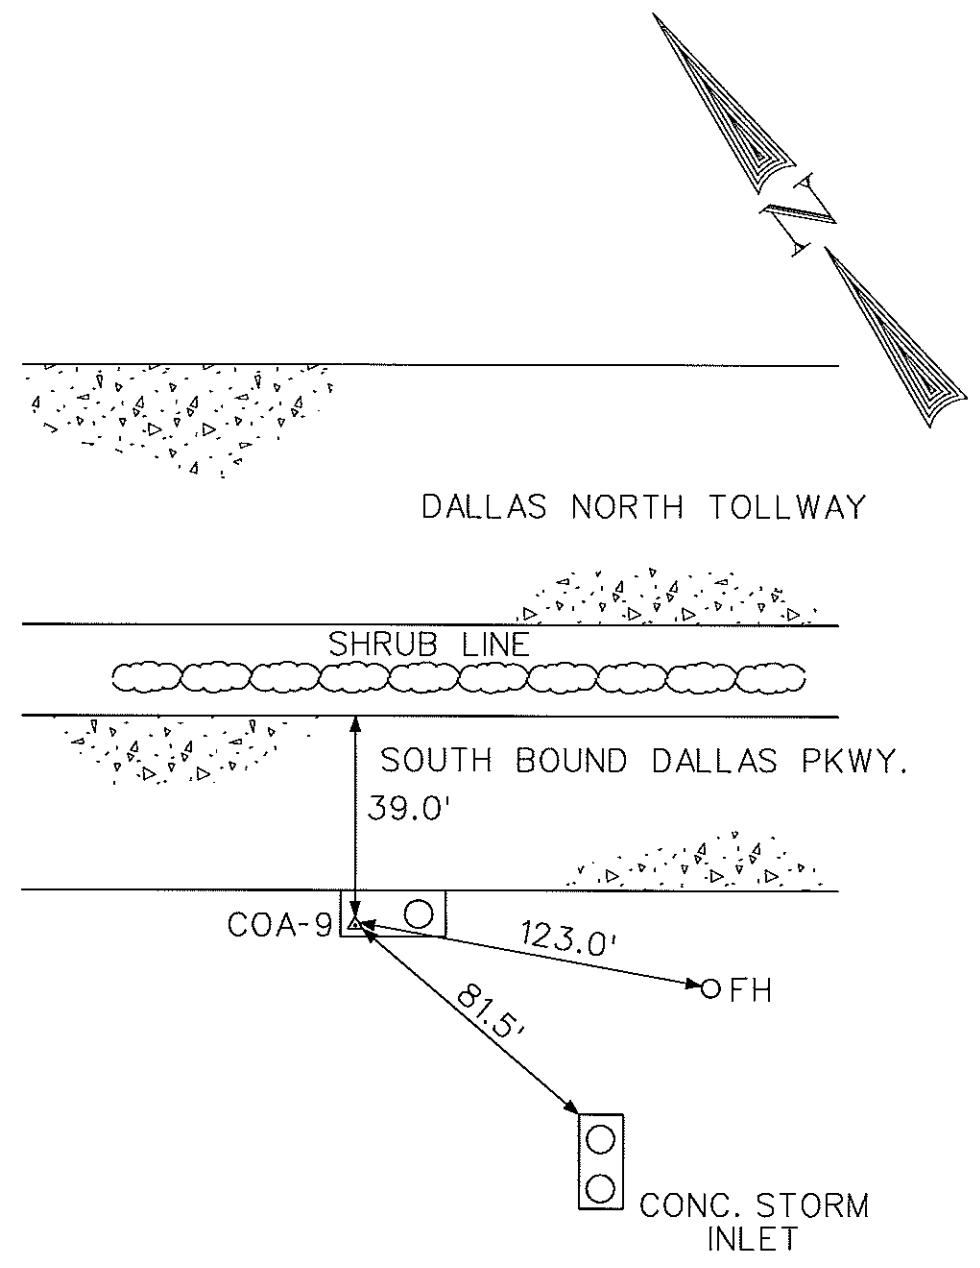 N
DALLAS NORTH TOLLWAY
SHRUB LINE
SOUTH BOUND DALLAS PKWY.
39.0'
COA-9
123.0'
FH
81.5'
CONC. STORM
INLET